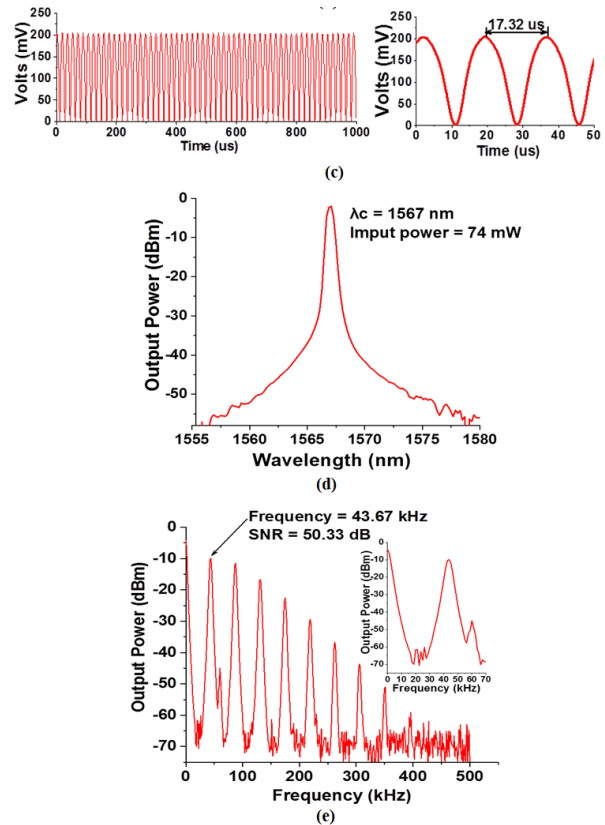 250
200
150
100
50
0
Volts (mV)
0 200 400 600 800 1000
Time (us)
250
200
150
100
50
0
Volts (mV)
17.32 us
0 10 20 30 40 50
Time (us)
(c)
λc = 1567 nm
Imput power = 74 mW
0
-10
-20
-30
-40
-50
Output Power (dBm)
1555 1560 1565 1570 1575 1580
Wavelength (nm)
(d)
Frequency = 43.67 kHz
SNR = 50.33 dB
0
-10
-20
-30
-40
-50
-60
-70
Output Power (dBm)
0
-10
-20
-30
-40
-50
-60
-70
Output Power (dBm)
0 10 20 30 40 50 60 70
Frequency (kHz)
0 100 200 300 400 500
Frequency (kHz)
(e)